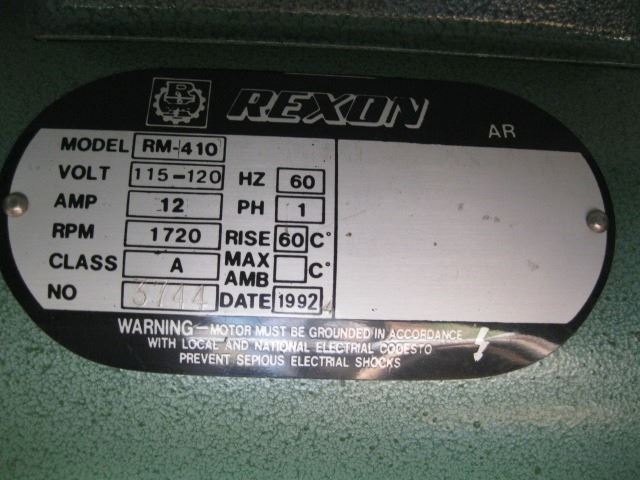 R
REXON
AR
MODEL RM-410
VOLT 115-120 HZ 60
AMP 12 PH 1
RPM 1720 RISE 60 C°
CLASS A MAX AMB C°
NO 3744 DATE 1992
WARNING—MOTOR MUST BE GROUNDED IN ACCORDANCE
WITH LOCAL AND NATIONAL ELECTRIAL CODESTO
PREVENT SEPIOUS ELECTRIAL SHOCKS